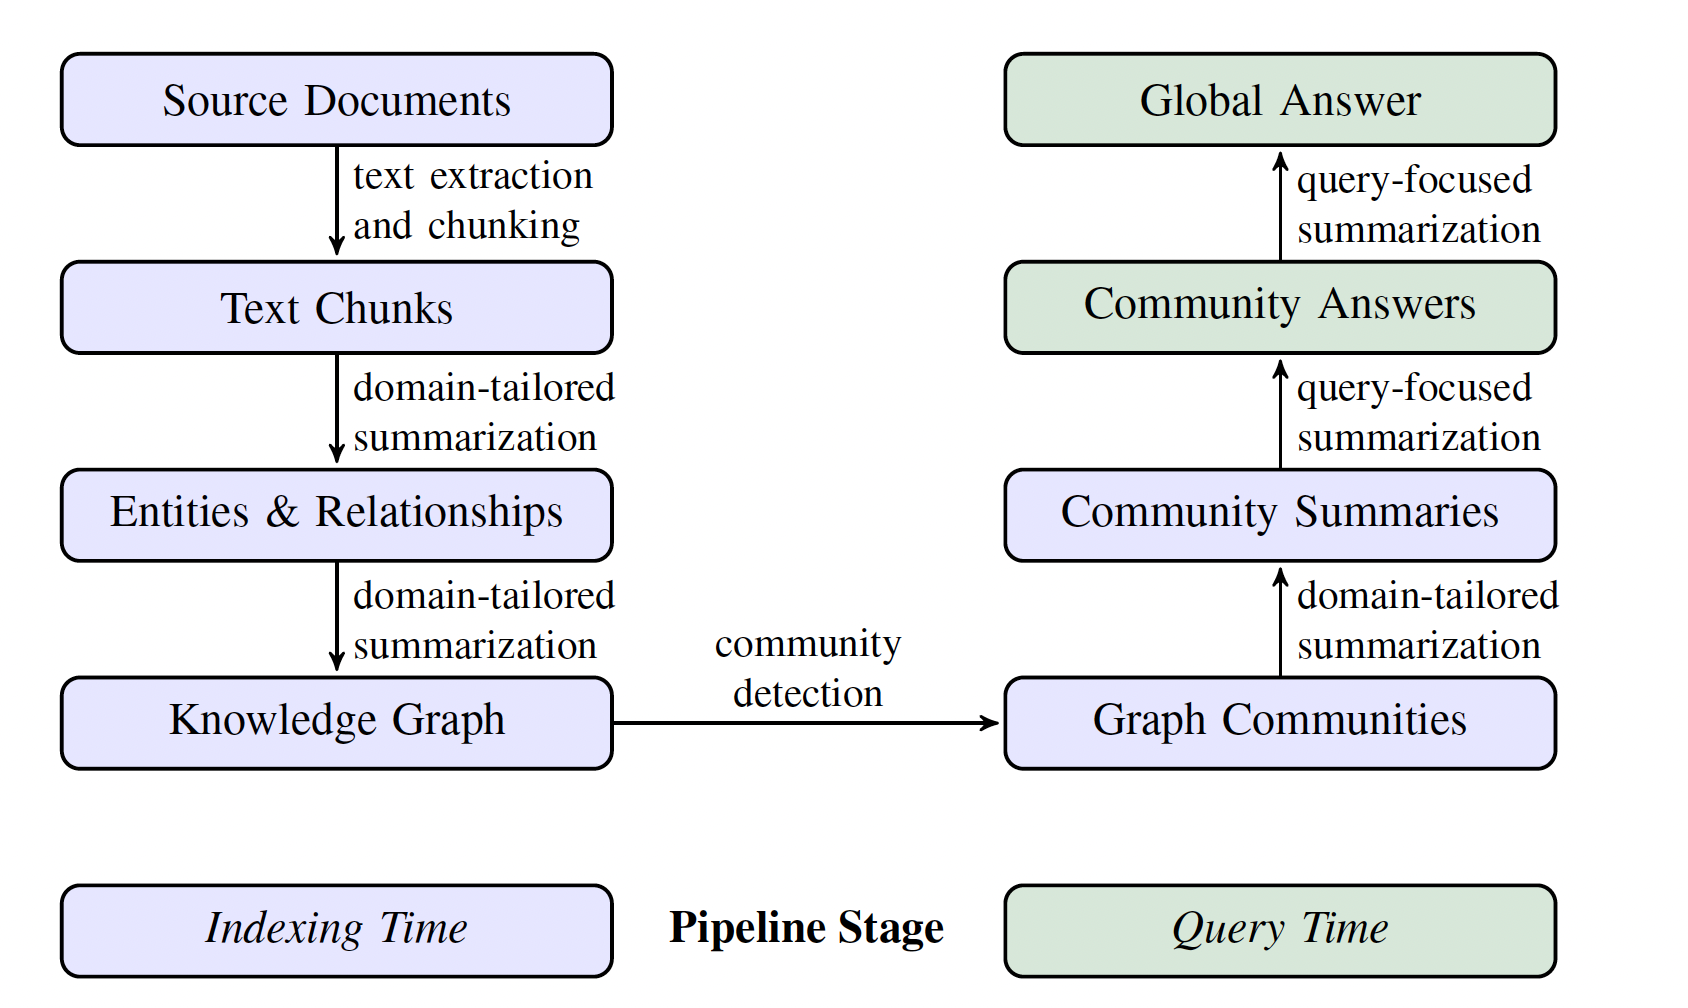 Source Documents
text extraction
and chunking
Text Chunks
domain-tailored
summarization
Entities & Relationships
domain-tailored
summarization
Knowledge Graph
community
detection
Graph Communities
domain-tailored
summarization
Community Summaries
query-focused
summarization
Community Answers
query-focused
summarization
Global Answer
Indexing Time
Pipeline Stage
Query Time